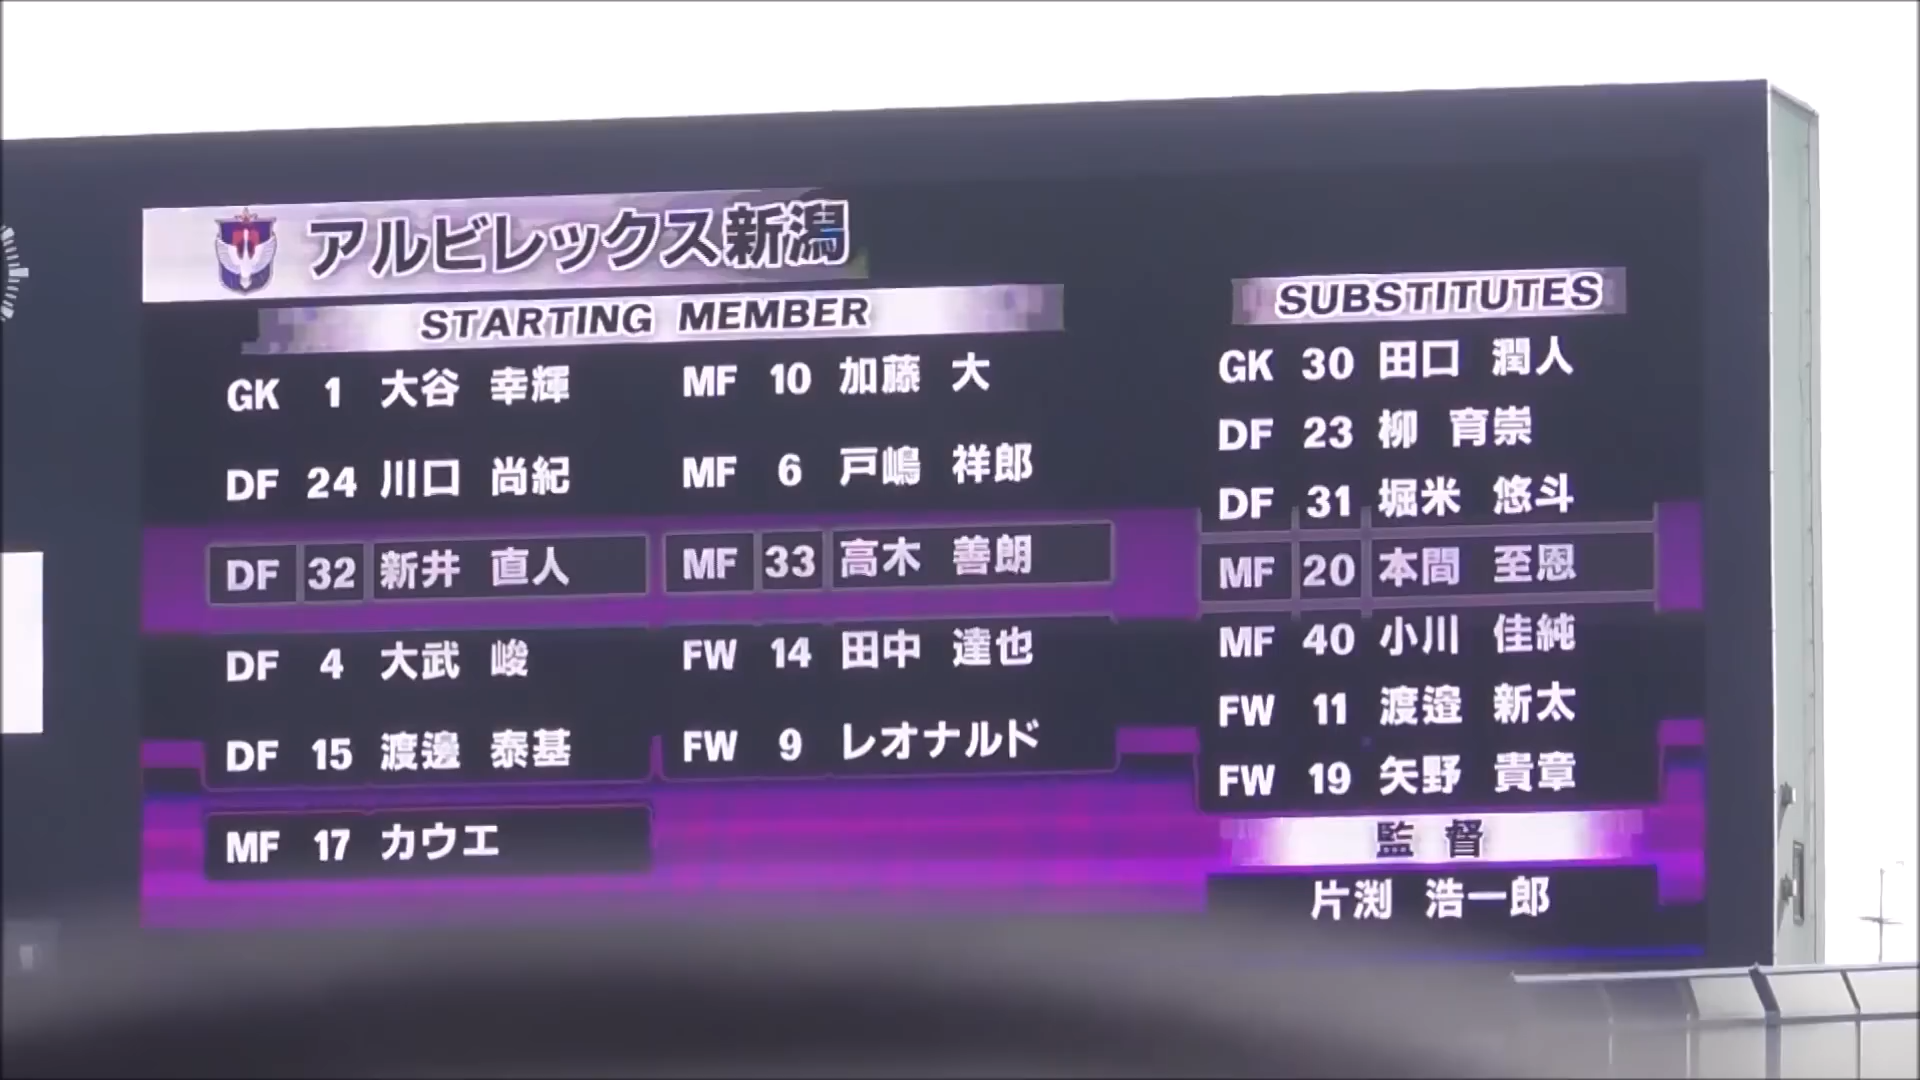 アルビレックス新潟
STARTING MEMBER
GK 1 大谷 幸輝
DF 24 川口 尚紀
DF 32 新井 直人
DF 4 大武 峻
DF 15 渡邊 泰基
MF 17 カウエ
MF 10 加藤 大
MF 6 戸嶋 祥郎
MF 33 高木 善朗
FW 14 田中 達也
FW 9 レオナルド
SUBSTITUTES
GK 30 田口 潤人
DF 23 柳 育崇
DF 31 堀米 悠斗
MF 20 本間 至恩
MF 40 小川 佳純
FW 11 渡邉 新太
FW 19 矢野 貴章
監 督
片渕 浩一郎